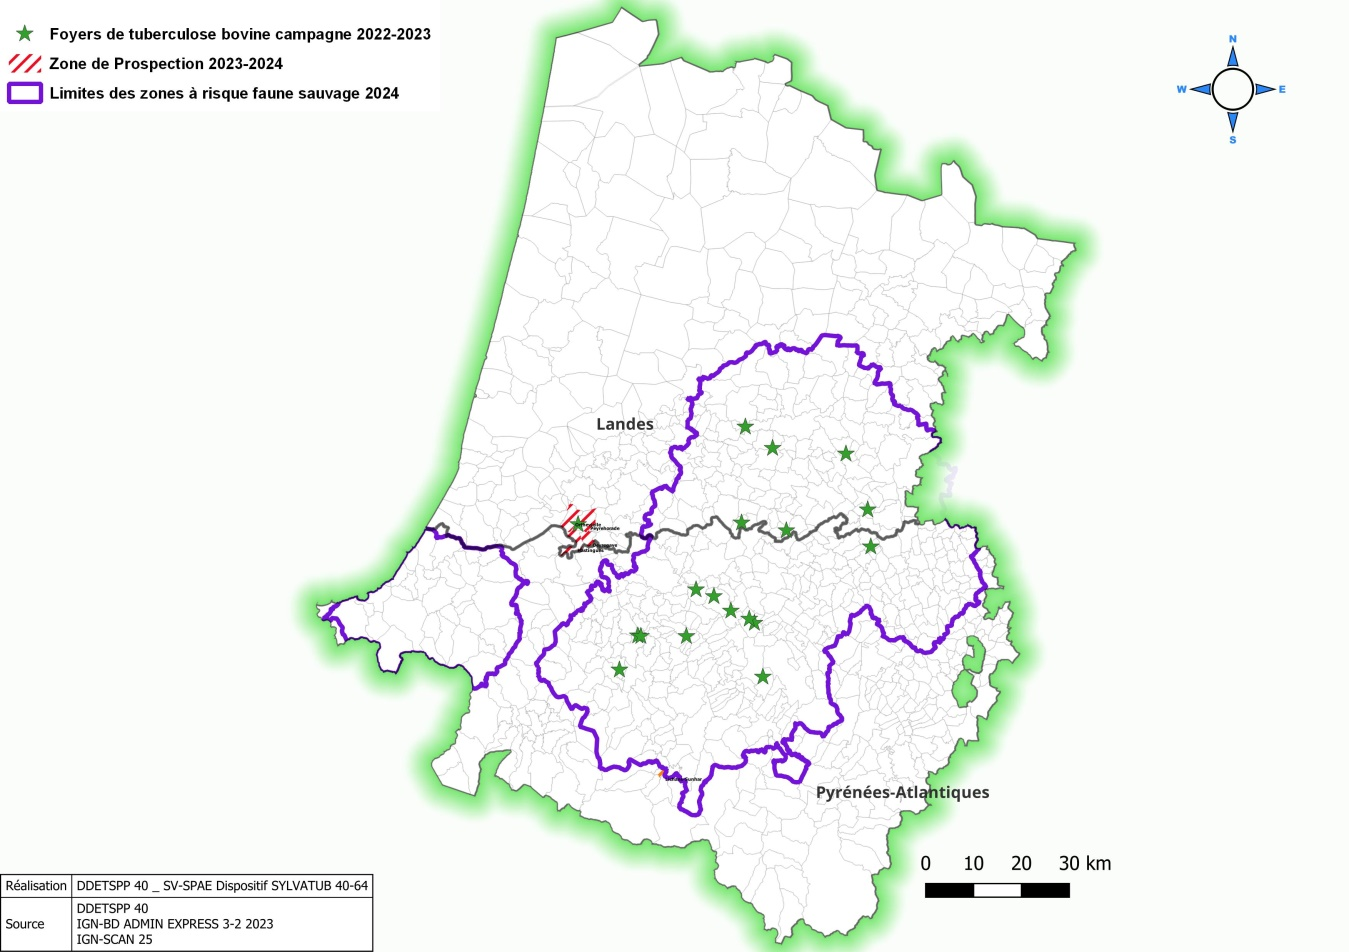 Foyers de tuberculose bovine campagne 2022-2023
Zone de Prospection 2023-2024
Limites des zones à risque faune sauvage 2024
N
W
E
S
Landes
Peyrehorade
Hastingues
Pyrénées-Atlantiques
0 10 20 30 km
Réalisation DDETSPP 40 _ SV-SPAE Dispositif SYLVATUB 40-64
Source
DDETSPP 40
IGN-BD ADMIN EXPRESS 3-2 2023
IGN-SCAN 25